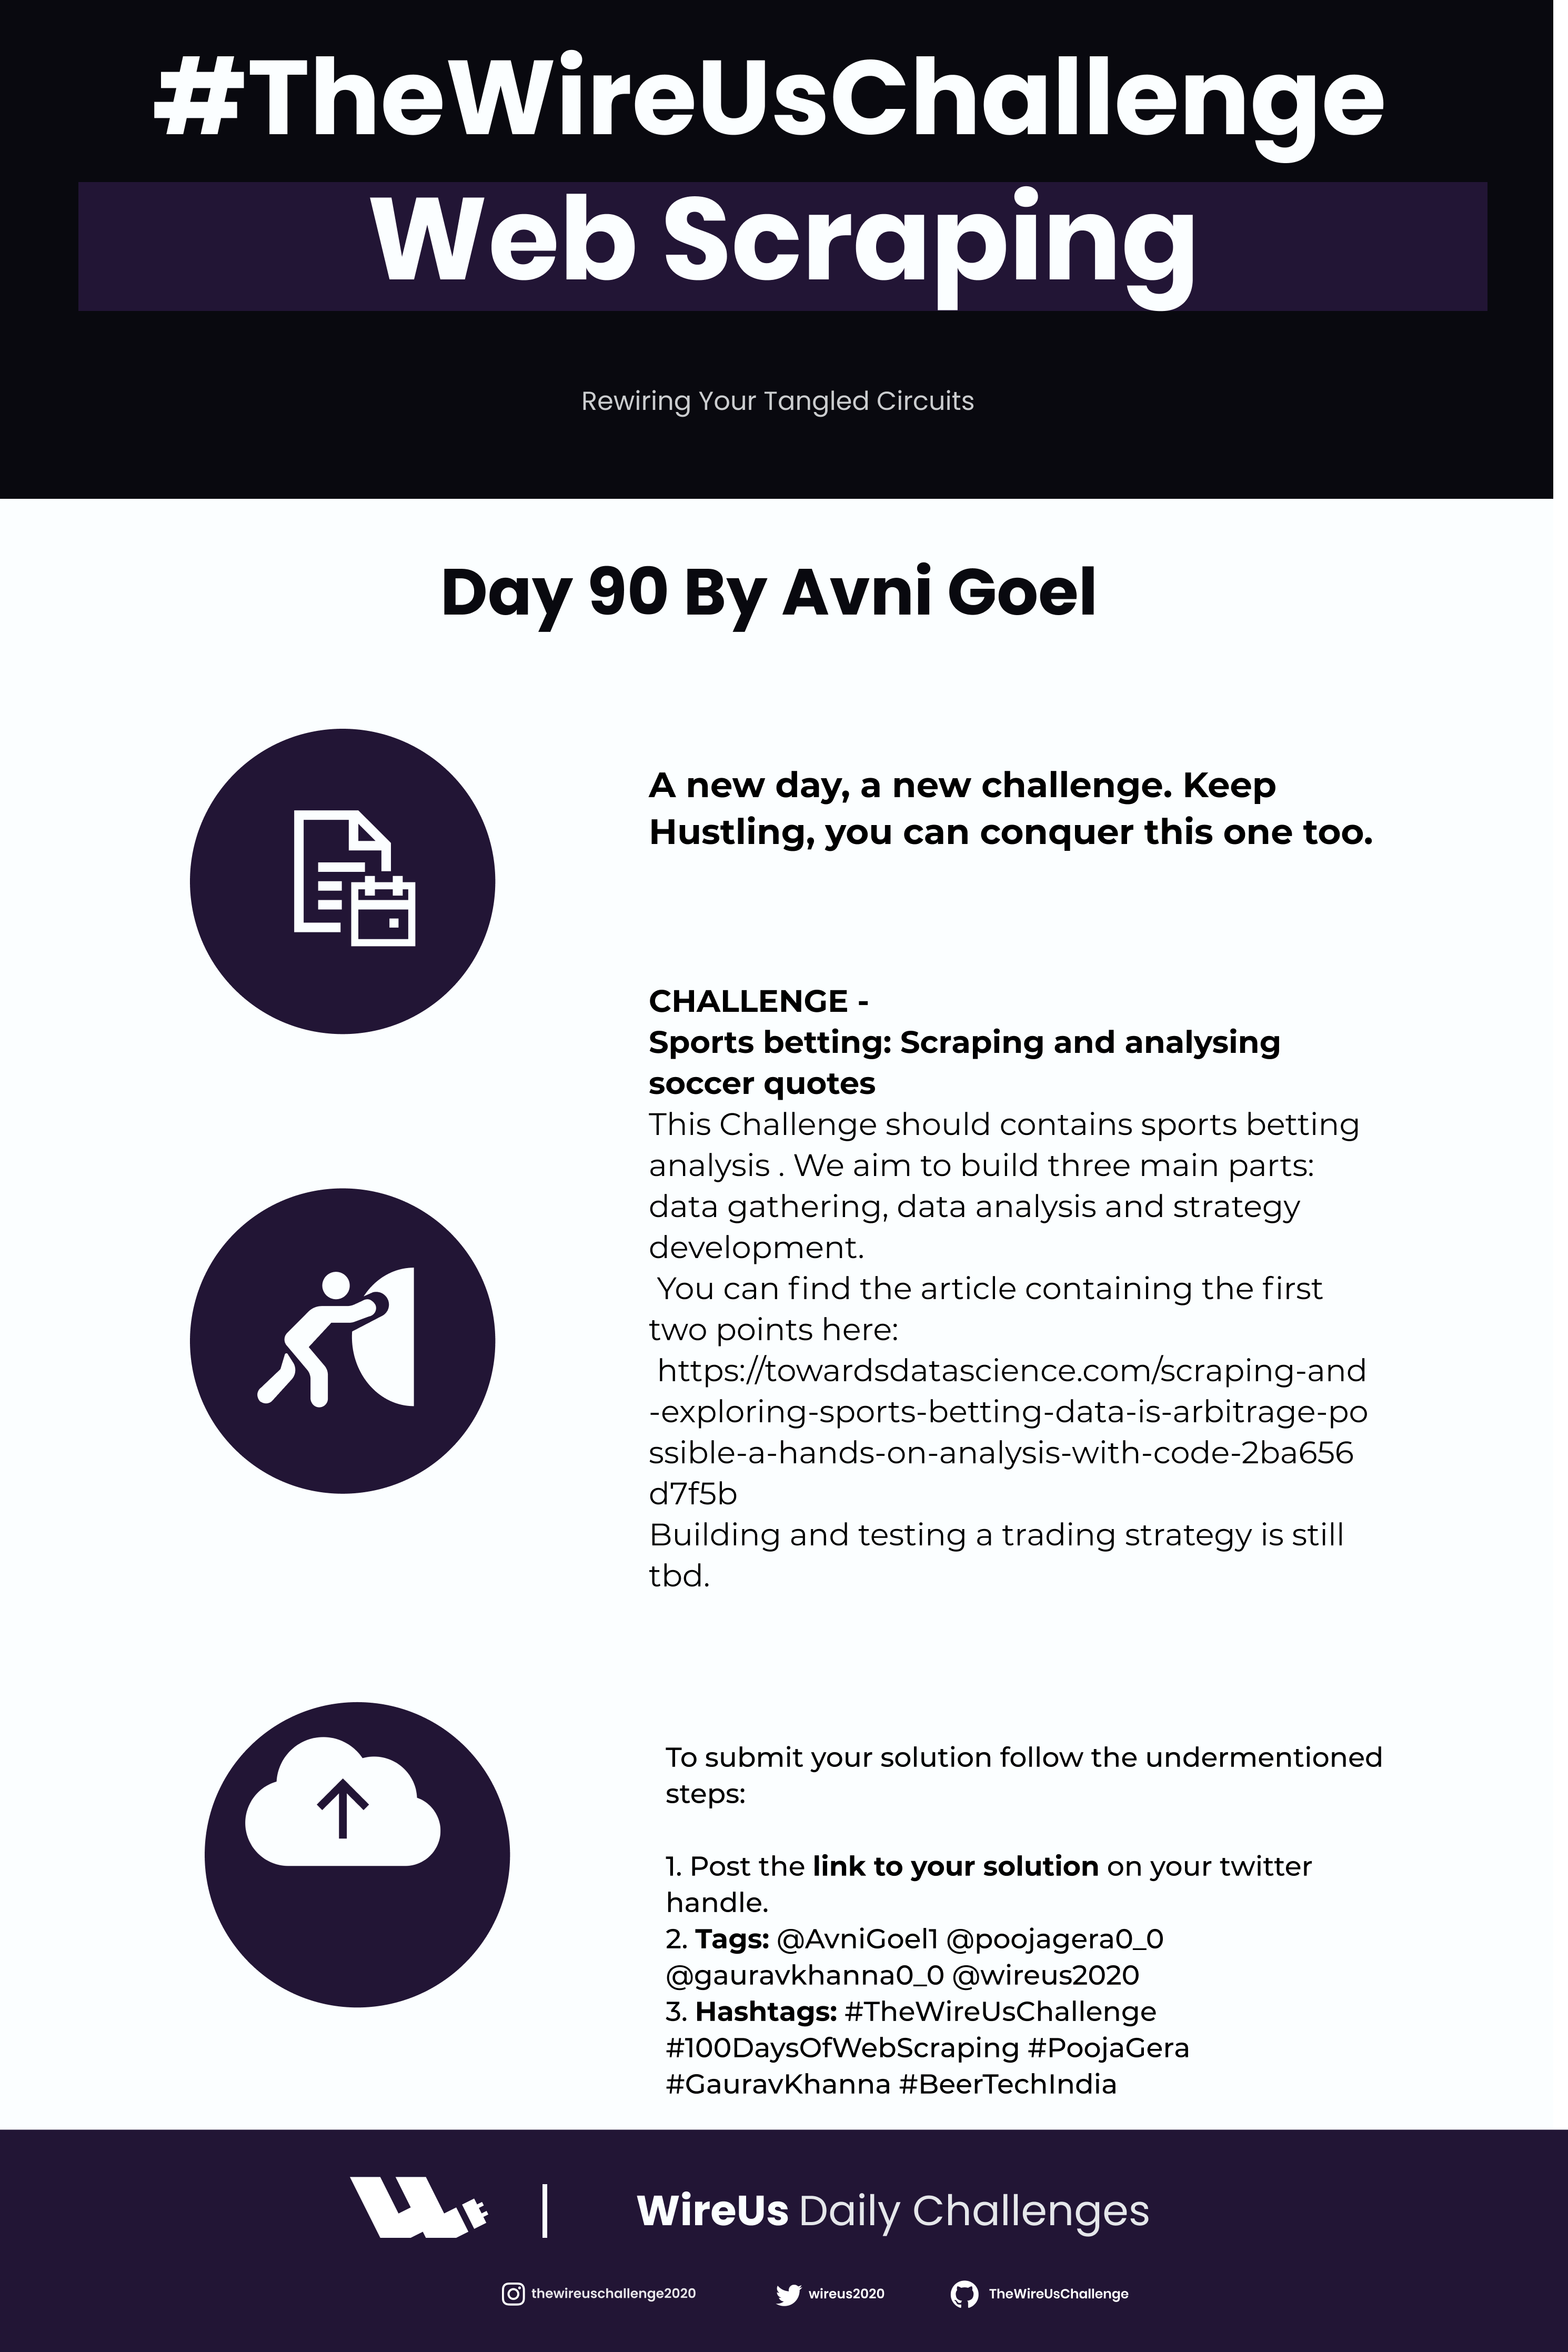 #TheWireUsChallenge
Web Scraping
Rewiring Your Tangled Circuits
Day 90 By Avni Goel
A new day, a new challenge. Keep
Hustling, you can conquer this one too.
CHALLENGE -
Sports betting: Scraping and analysing
soccer quotes
This Challenge should contains sports betting
analysis . We aim to build three main parts:
data gathering, data analysis and strategy
development.
You can find the article containing the first
two points here:
https://towardsdatascience.com/scraping-and
-exploring-sports-betting-data-is-arbitrage-po
ssible-a-hands-on-analysis-with-code-2ba656
d7f5b
Building and testing a trading strategy is still
tbd.
To submit your solution follow the undermentioned
steps:
1. Post the link to your solution on your twitter
handle.
2. Tags: @AvniGoel1 @poojagera0_0
@gauravkhanna0_0 @wireus2020
3. Hashtags: #TheWireUsChallenge
#100DaysOfWebScraping #PoojaGera
#GauravKhanna #BeerTechIndia
WireUs Daily Challenges
thewireuschallenge2020 wireus2020 TheWireUsChallenge